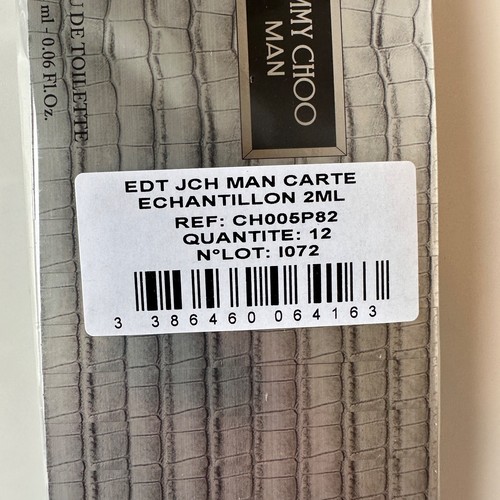 MMY CHOO
MAN
DE TOILETTE
ml - 0.06 Fl.Oz.
EDT JCH MAN CARTE
ECHANTILLON 2ML
REF: CH005P82
QUANTITE: 12
NºLOT: I072
3 386460 064163